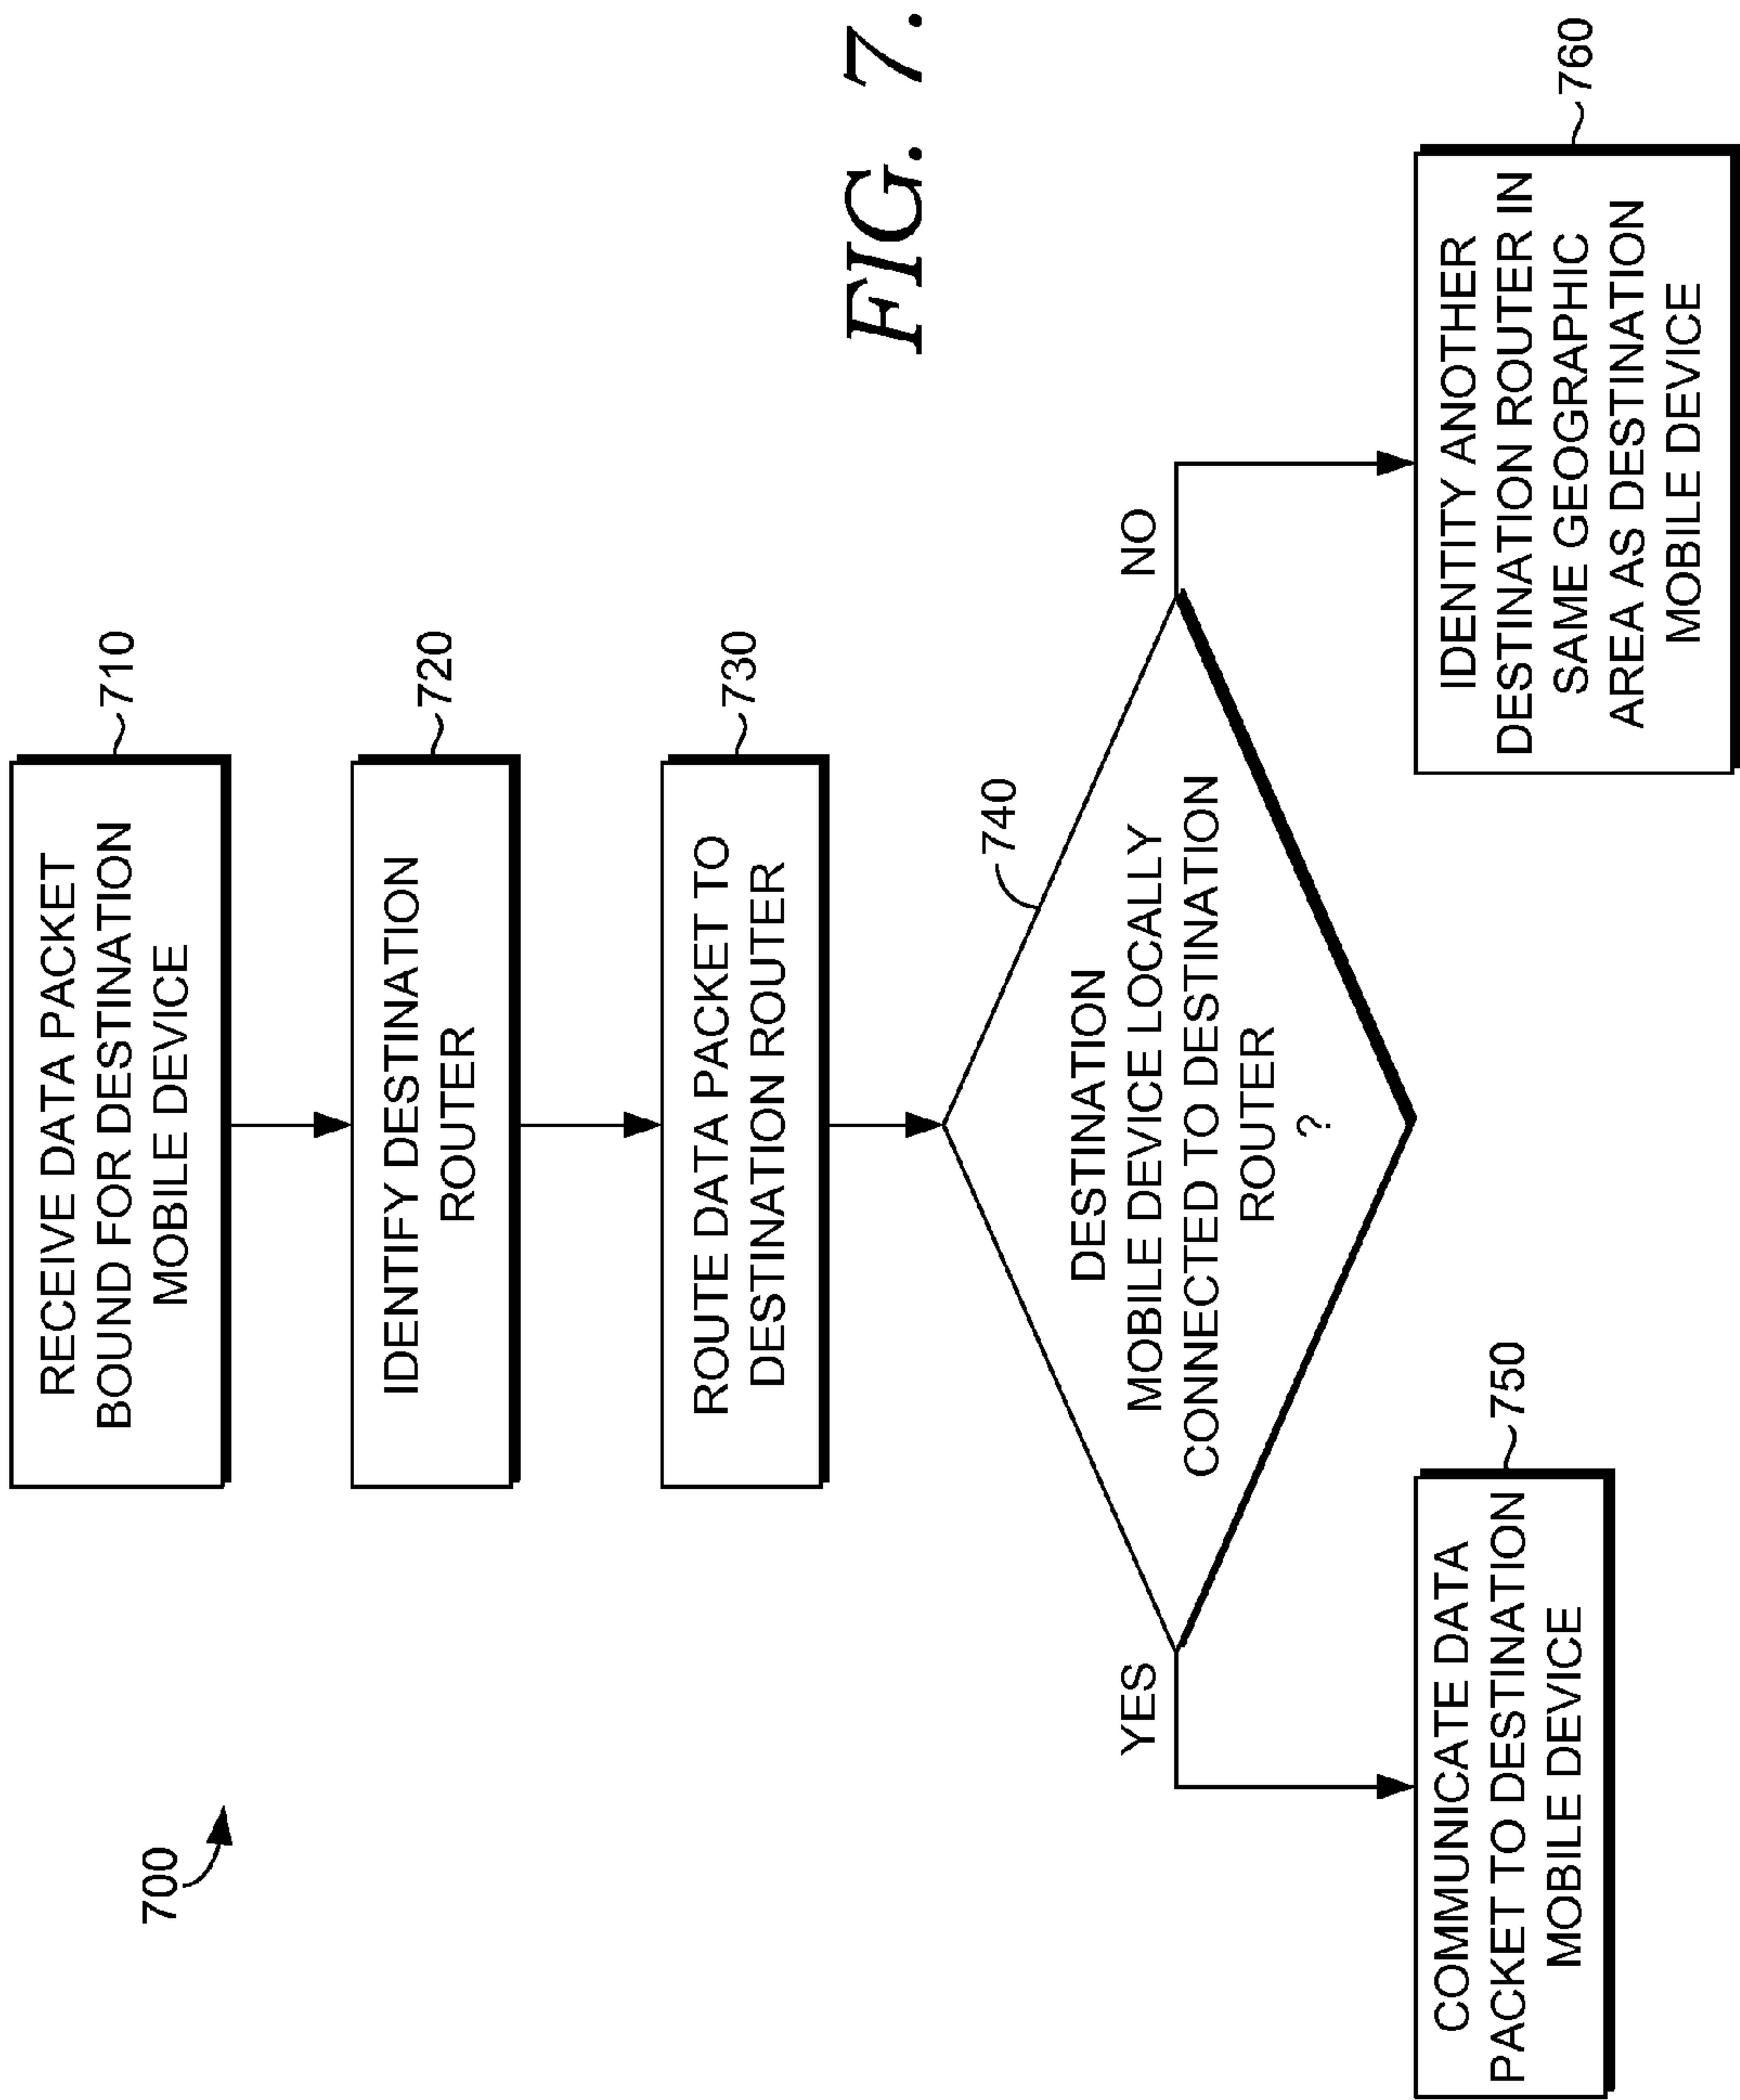 700
RECEIVE DATA PACKET
BOUND FOR DESTINATION
MOBILE DEVICE
710
IDENTIFY DESTINATION
ROUTER
720
ROUTE DATA PACKET TO
DESTINATION ROUTER
730
740
DESTINATION
MOBILE DEVICE LOCALLY
CONNECTED TO DESTINATION
ROUTER
?
YES
NO
COMMUNICATE DATA
PACKET TO DESTINATION
MOBILE DEVICE
750
IDENTITY ANOTHER
DESTINATION ROUTER IN
SAME GEOGRAPHIC
AREA AS DESTINATION
MOBILE DEVICE
760
FIG. 7.